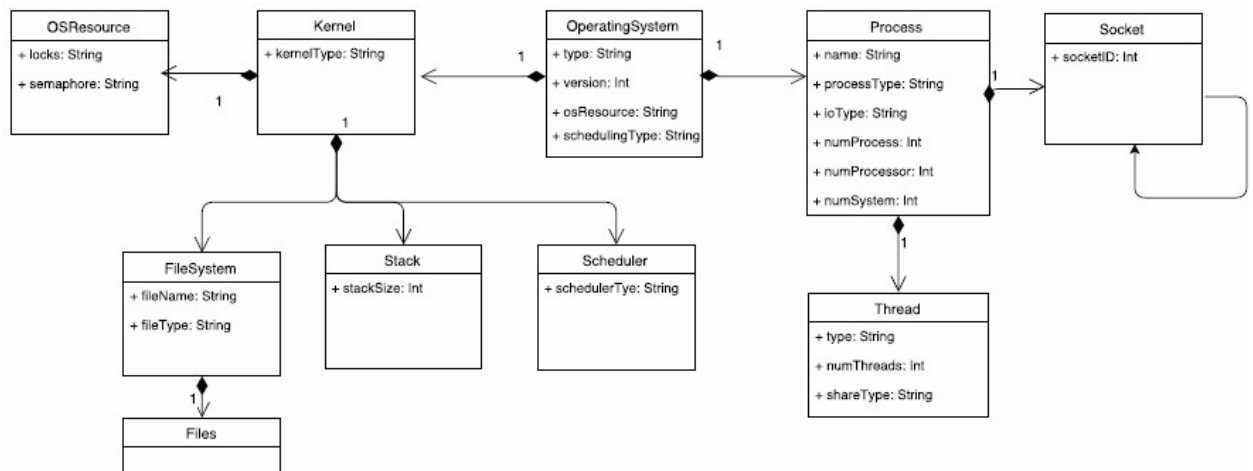 OSResource
+ locks: String
+ semaphore: String
1
Kernel
+ kernelType: String
1
1
OperatingSystem
+ type: String
+ version: Int
+ osResource: String
+ schedulingType: String
1
Process
+ name: String
+ processType: String
+ ioType: String
+ numProcess: Int
+ numProcessor: Int
+ numSystem: Int
1
1
Socket
+ socketID: Int
FileSystem
+ fileName: String
+ fileType: String
1
Files
Stack
+ stackSize: Int
Scheduler
+ schedulerTye: String
Thread
+ type: String
+ numThreads: Int
+ shareType: String